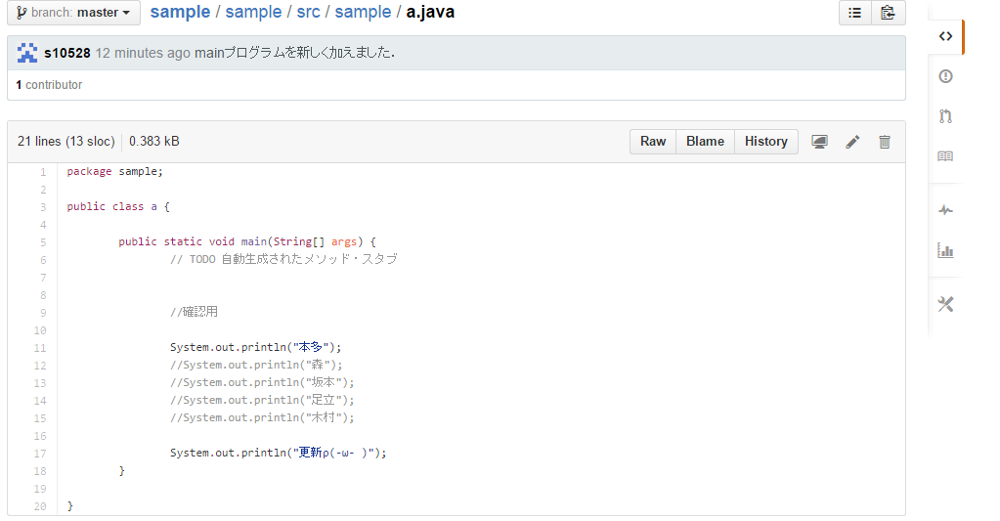 branch: master sample / sample / src / sample / a.java
s10528 12 minutes ago mainプログラムを新しく加えました.
1 contributor
21 lines (13 sloc) 0.383 kB Raw Blame History
1 package sample;
2
3 public class a {
4
5 public static void main(String[] args) {
6 // TODO 自動生成されたメソッド・スタブ
7
8
9 //確認用
10
11 System.out.println("本多");
12 //System.out.println("森");
13 //System.out.println("坂本");
14 //System.out.println("足立");
15 //System.out.println("木村");
16
17 System.out.println("更新ρ(-ω- )");
18 }
19
20 }